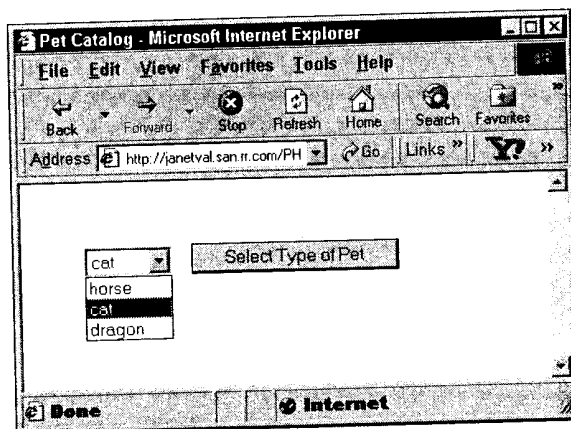 Pet Catalog - Microsoft Internet Explorer
File Edit View Favorites Tools Help
Back Forward Stop Refresh Home Search Favorites »
Address http://janetval.san.rr.com/PH Go Links » Y! »
cat Select Type of Pet
horse
cat
dragon
Done Internet